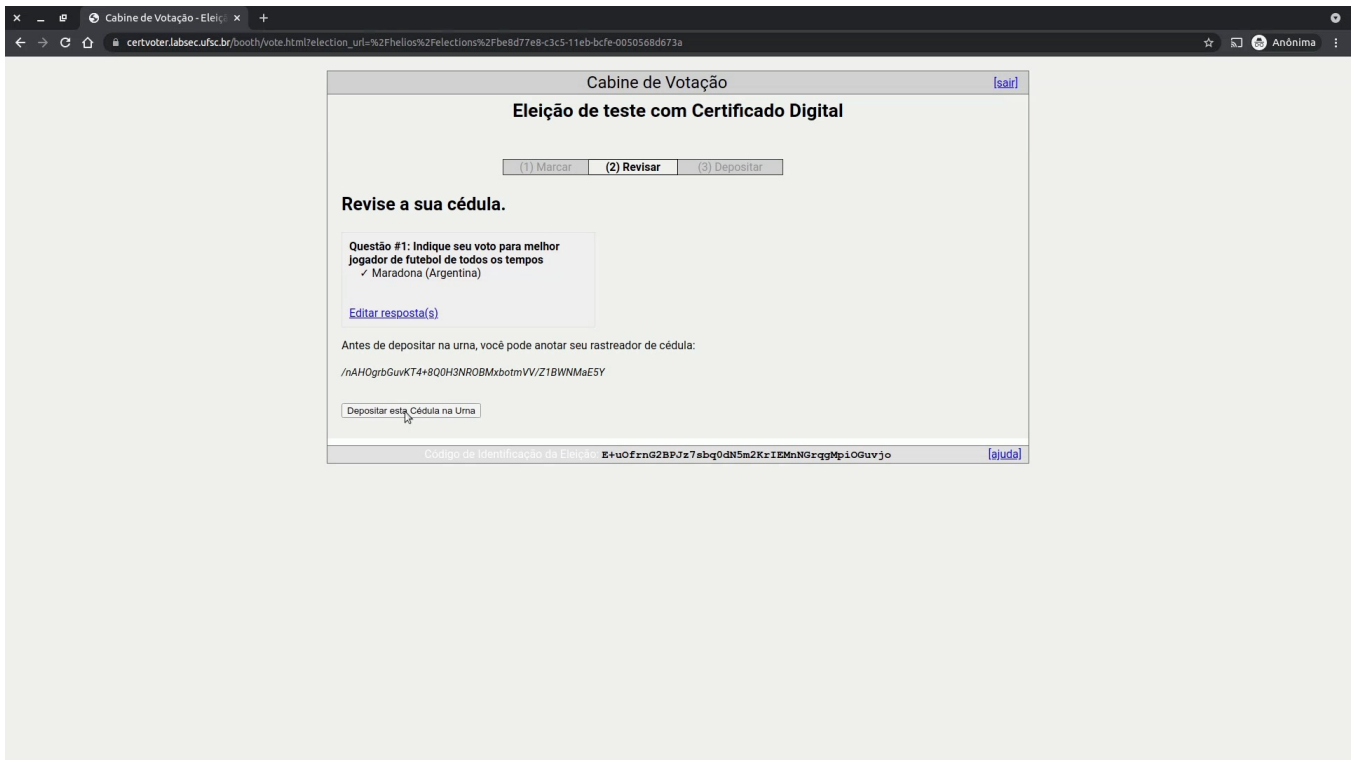 Cabine de Votação - Eleiç
certvoter.labsec.ufsc.br/booth/vote.html?election_url=%2Fhelios%2Felections%2Fbe8d77e8-c3c5-11eb-bcfe-0050568d673a
Anônima
Cabine de Votação [sair]
Eleição de teste com Certificado Digital
(1) Marcar (2) Revisar (3) Depositar
Revise a sua cédula.
Questão #1: Indique seu voto para melhor
jogador de futebol de todos os tempos
✓ Maradona (Argentina)
Editar resposta(s)
Antes de depositar na urna, você pode anotar seu rastreador de cédula:
/nAHOgrbGuvKT4+8Q0H3NROBMxbotmVV/Z1BWNMaE5Y
Depositar esta Cédula na Urna
Código de Identificação da Eleição: E+uOfrnG2BPJz7sbq0dN5m2KrIEMnNGrqgMpiOGuvjo [ajuda]